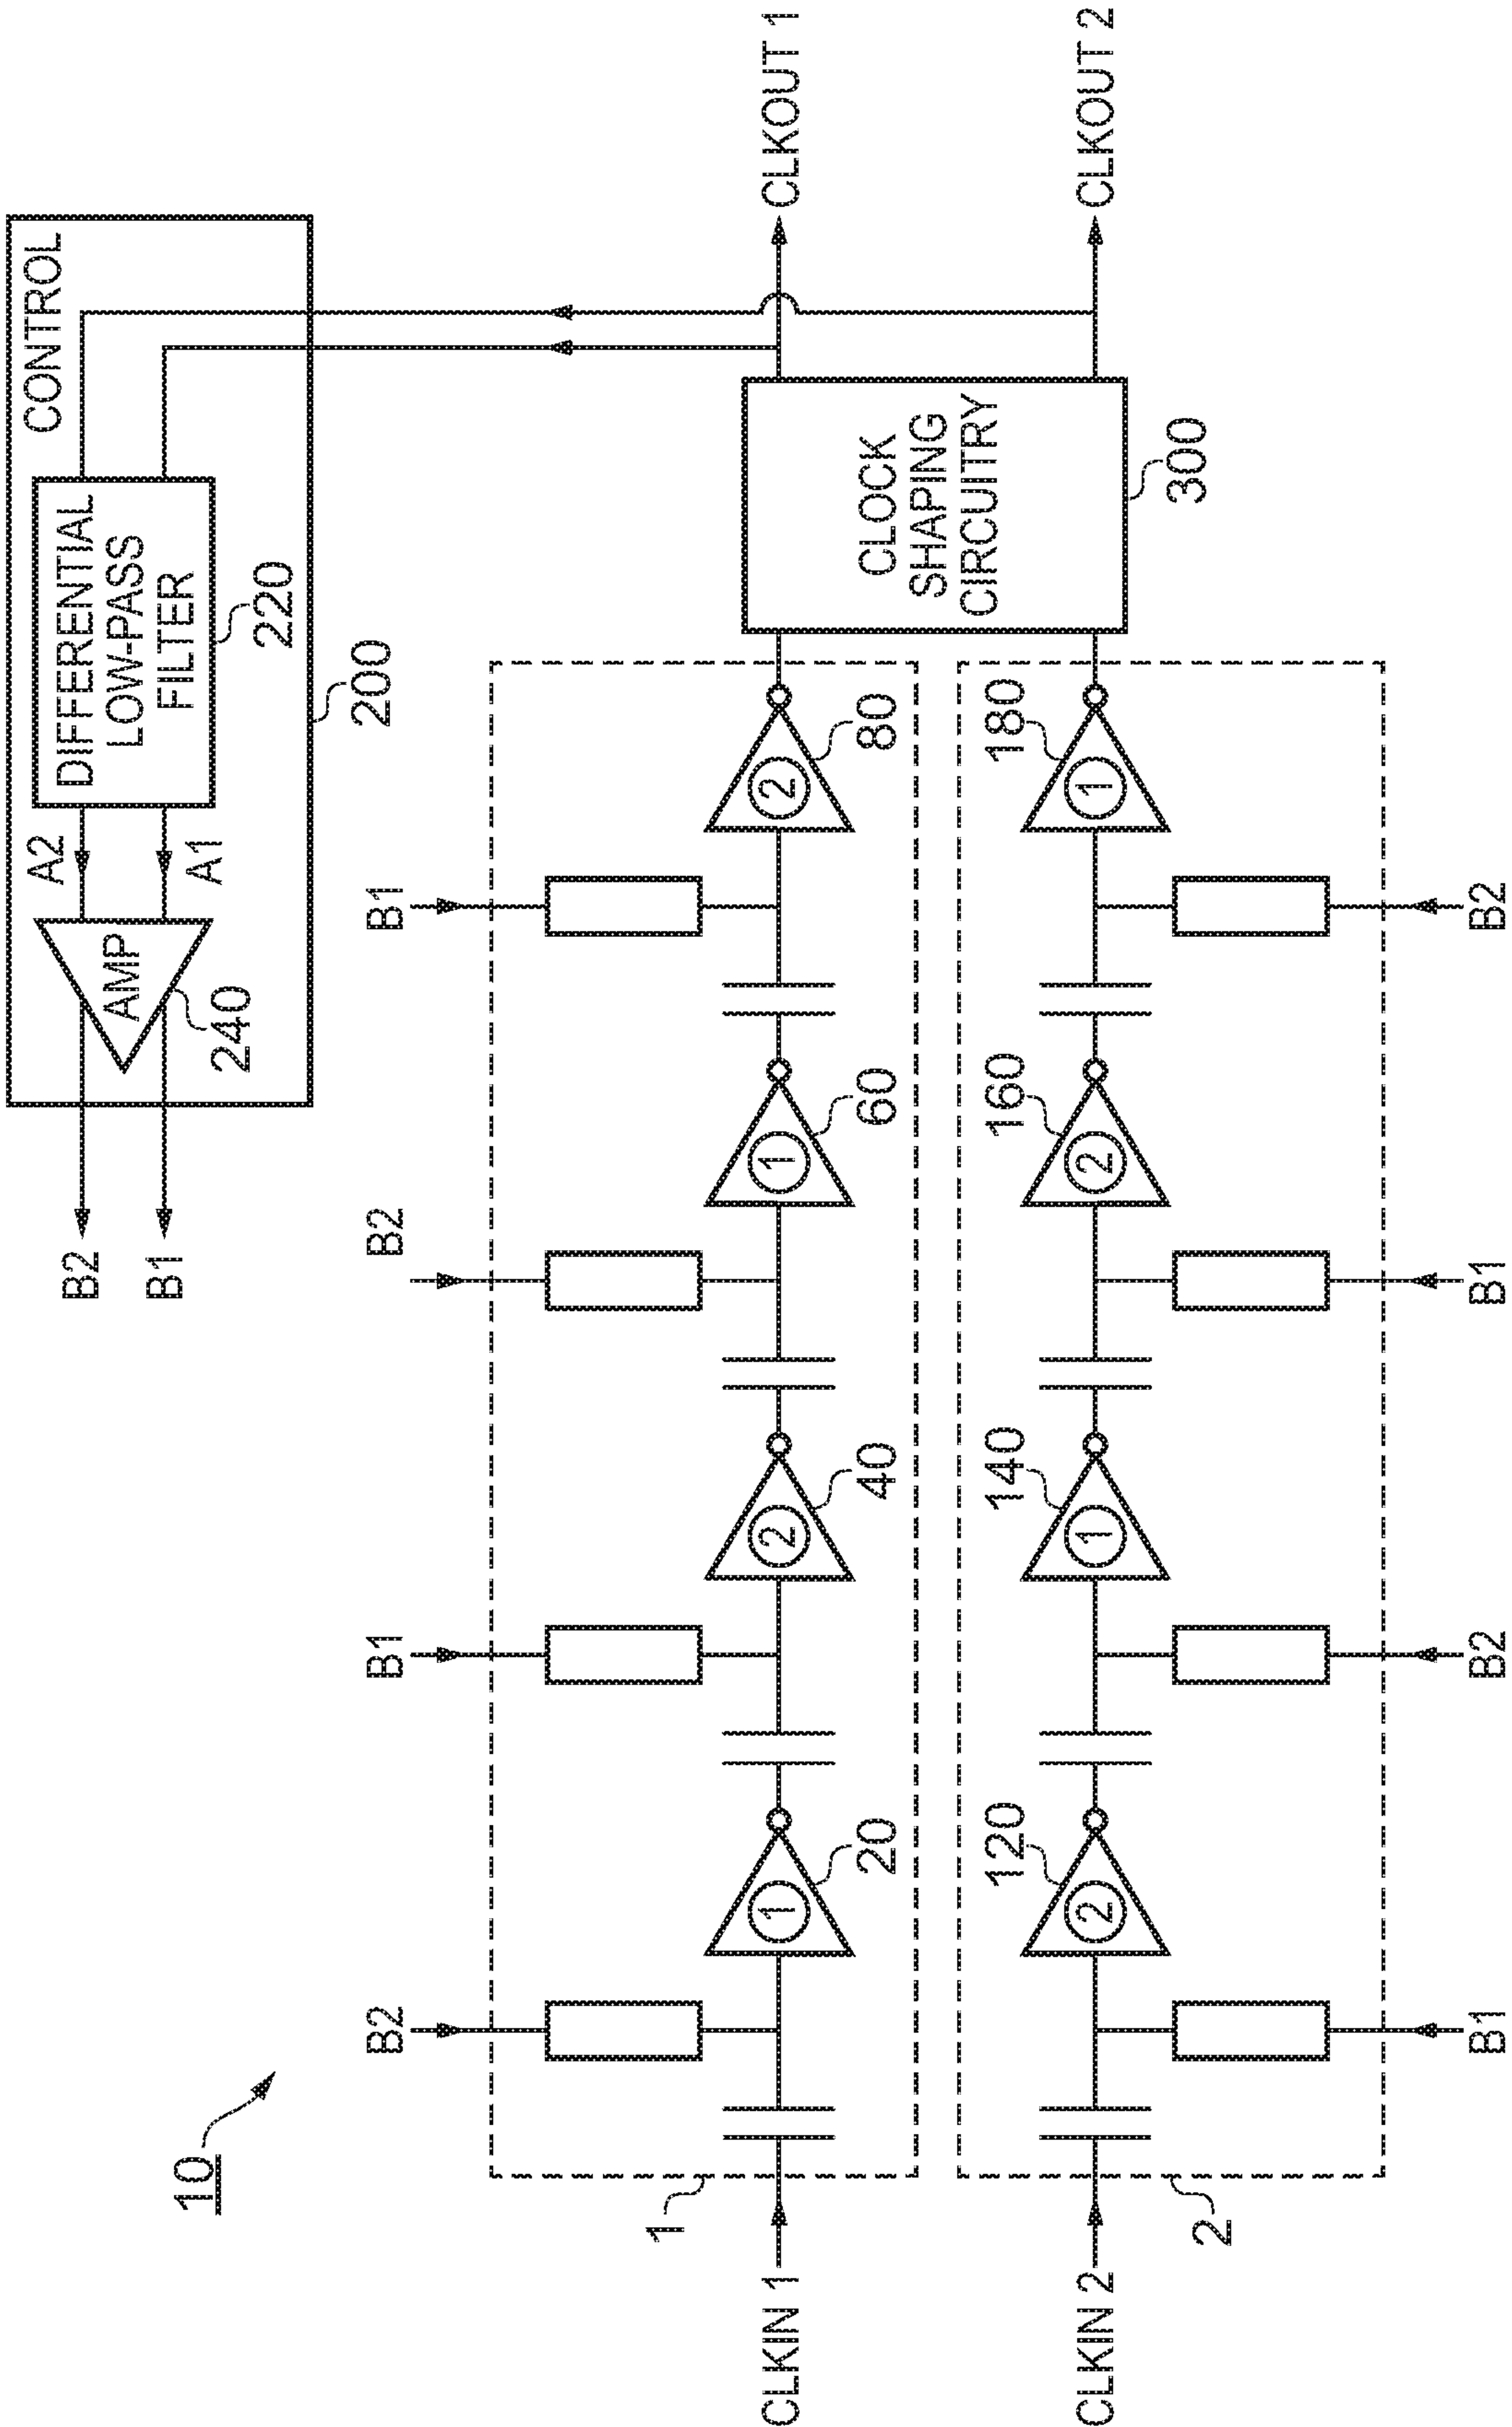 10
CONTROL
DIFFERENTIAL
LOW-PASS
FILTER
220
200
A2
A1
AMP
240
B2
B1
B2
B1
B2
B1
1
CLKIN 1
1
20
2
40
1
60
2
80
CLOCK
SHAPING
CIRCUITRY
300
CLKOUT 1
CLKOUT 2
2
CLKIN 2
2
120
1
140
2
160
1
180
B1
B2
B1
B2